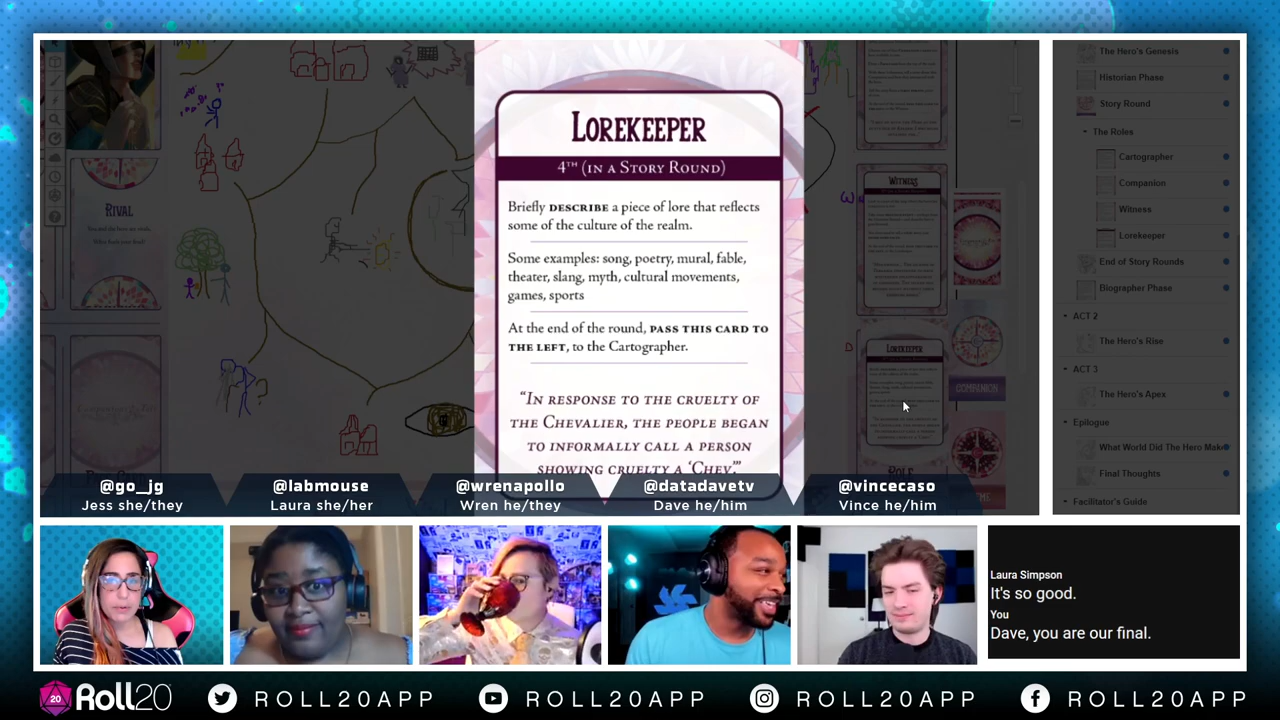 The Hero's Genesis
Historian Phase
Story Round
The Roles
Cartographer
Companion
Witness
Lorekeeper
End of Story Rounds
Biographer Phase
ACT 2
The Hero's Rise
ACT 3
The Hero's Apex
Epilogue
What World Did The Hero Mak
Final Thoughts
Facilitator's Guide
RIVAL
LOREKEEPER
4TH (IN A STORY ROUND)
Briefly DESCRIBE a piece of lore that reflects
some of the culture of the realm.
Some examples: song, poetry, mural, fable,
theater, slang, myth, cultural movements,
games, sports
At the end of the round, PASS THIS CARD TO
THE LEFT, to the Cartographer.
"IN RESPONSE TO THE CRUELTY OF
THE CHEVALIER, THE PEOPLE BEGAN
TO INFORMALLY CALL A PERSON
SHOWING CRUELTY A 'CHEV.'"
WITNESS
LOREKEEPER
COMPANION
@go_jg
Jess she/they
@labmouse
Laura she/her
@wrenapollo
Wren he/they
@datadavetv
Dave he/him
@vincecaso
Vince he/him
Laura Simpson
It's so good.
You
Dave, you are our final.
20
Roll20
ROLL20APP
ROLL20APP
ROLL20APP
ROLL20APP